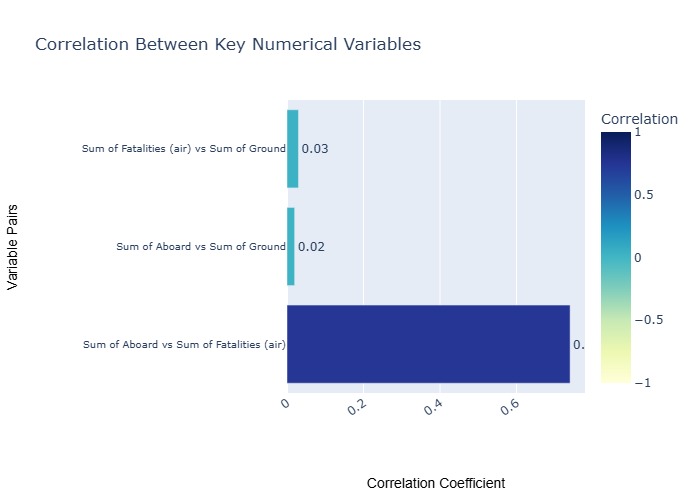 Correlation Between Key Numerical Variables
Correlation
Sum of Fatalities (air) vs Sum of Ground
0.03
Sum of Aboard vs Sum of Ground
0.02
Sum of Aboard vs Sum of Fatalities (air)
0.
Variable Pairs
0
0.2
0.4
0.6
Correlation Coefficient
1
0.5
0
−0.5
−1